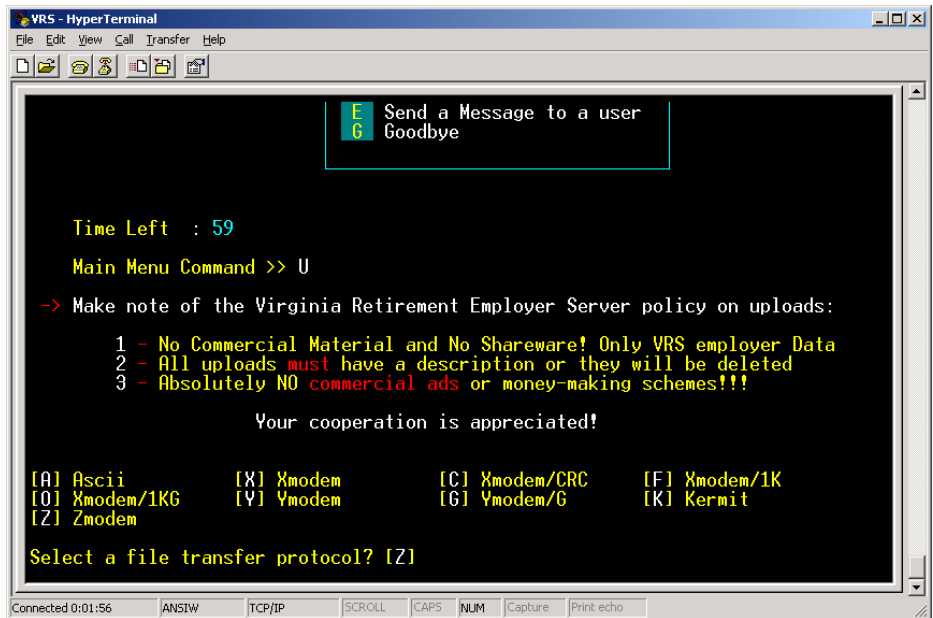 VRS - HyperTerminal
File Edit View Call Transfer Help
E Send a Message to a user
G Goodbye
Time Left : 59
Main Menu Command >> U
-> Make note of the Virginia Retirement Employer Server policy on uploads:
1 - No Commercial Material and No Shareware! Only VRS employer Data
2 - All uploads must have a description or they will be deleted
3 - Absolutely NO commercial ads or money-making schemes!!!
Your cooperation is appreciated!
[A] Ascii [X] Xmodem [C] Xmodem/CRC [F] Xmodem/1K
[O] Xmodem/1KG [Y] Ymodem [G] Ymodem/G [K] Kermit
[Z] Zmodem
Select a file transfer protocol? [Z]
Connected 0:01:56 ANSIW TCP/IP SCROLL CAPS NUM Capture Print echo